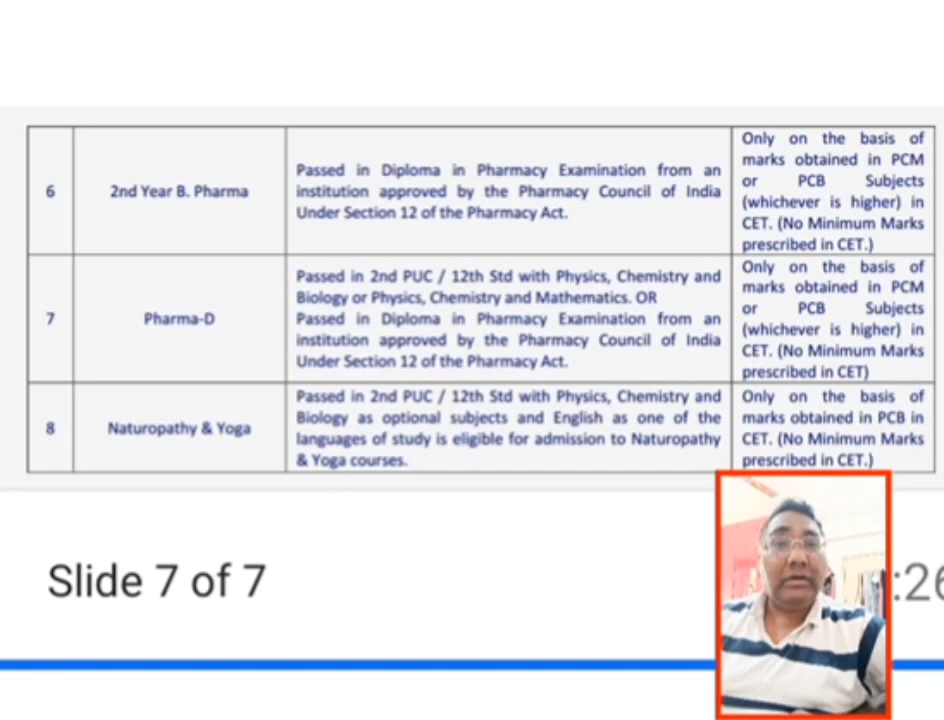 6
2nd Year B. Pharma
Passed in Diploma in Pharmacy Examination from an
institution approved by the Pharmacy Council of India
Under Section 12 of the Pharmacy Act.
Only on the basis of
marks obtained in PCM
or PCB Subjects
(whichever is higher) in
CET. (No Minimum Marks
prescribed in CET.)
7
Pharma-D
Passed in 2nd PUC / 12th Std with Physics, Chemistry and
Biology or Physics, Chemistry and Mathematics. OR
Passed in Diploma in Pharmacy Examination from an
institution approved by the Pharmacy Council of India
Under Section 12 of the Pharmacy Act.
Only on the basis of
marks obtained in PCM
or PCB Subjects
(whichever is higher) in
CET. (No Minimum Marks
prescribed in CET)
8
Naturopathy & Yoga
Passed in 2nd PUC / 12th Std with Physics, Chemistry and
Biology as optional subjects and English as one of the
languages of study is eligible for admission to Naturopathy
& Yoga courses.
Only on the basis of
marks obtained in PCB in
CET. (No Minimum Marks
prescribed in CET.)
Slide 7 of 7